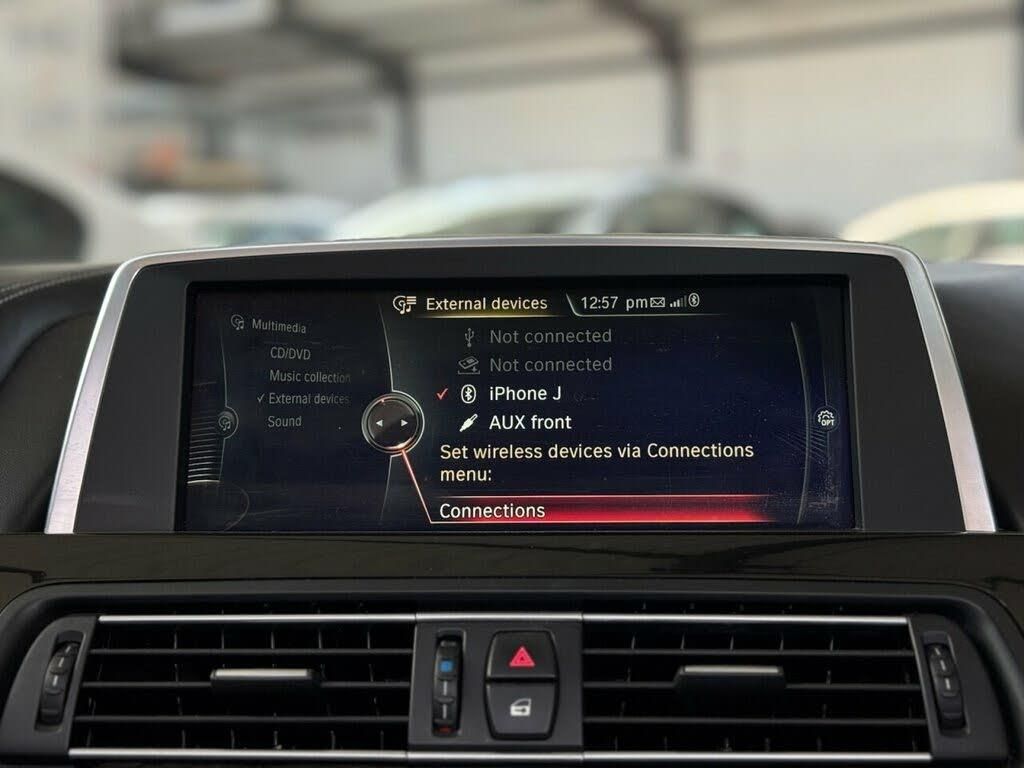 External devices
12:57 pm
Multimedia
CD/DVD
Music collection
External devices
Sound
Not connected
Not connected
iPhone J
AUX front
Set wireless devices via Connections
menu:
Connections
OPT